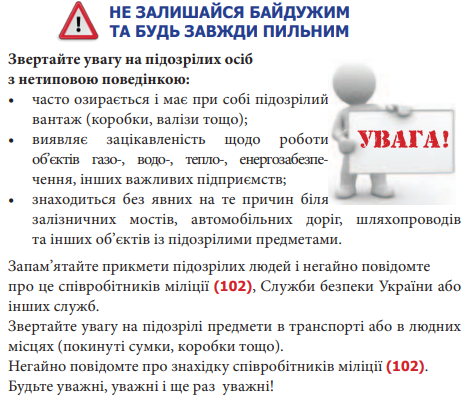 НЕ ЗАЛИШАЙСЯ БАЙДУЖИМ
ТА БУДЬ ЗАВЖДИ ПИЛЬНИМ
Звертайте увагу на підозрілих осіб
з нетиповою поведінкою:
• часто озирається і має при собі підозрілий
вантаж (коробки, валізи тощо);
• виявляє зацікавленість щодо роботи
об’єктів газо-, водо-, тепло-, енергозабезпе-
чення, інших важливих підприємств;
• знаходиться без явних на те причин біля
залізничних мостів, автомобільних доріг, шляхопроводів
та інших об’єктів із підозрілими предметами.
УВАГА!
Запам’ятайте прикмети підозрілих людей і негайно повідомте
про це співробітників міліції (102), Служби безпеки України або
інших служб.
Звертайте увагу на підозрілі предмети в транспорті або в людних
місцях (покинуті сумки, коробки тощо).
Негайно повідомте про знахідку співробітників міліції (102).
Будьте уважні, уважні і ще раз уважні!